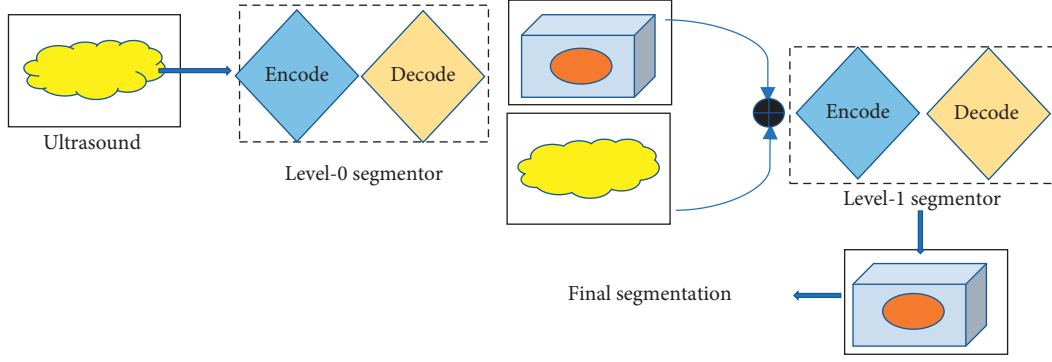 Encode
Decode
Ultrasound
Level-0 segmentor
Encode
Decode
Level-1 segmentor
Final segmentation